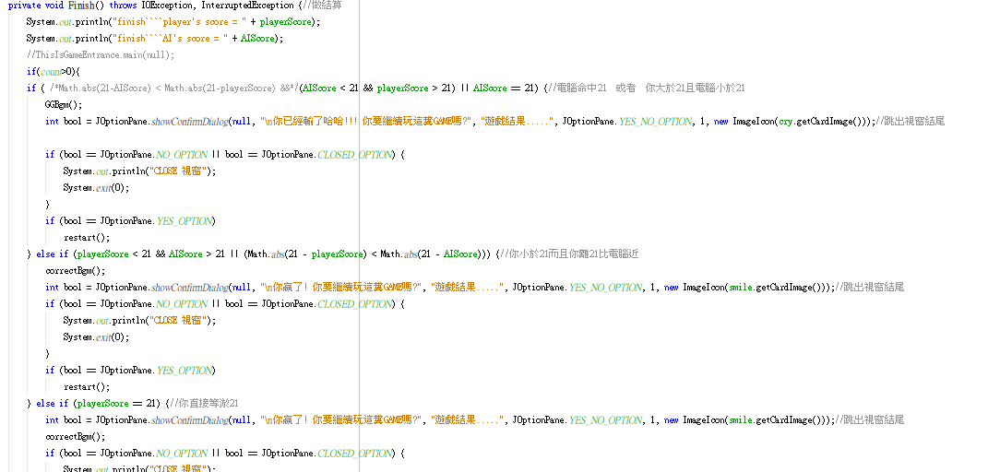 private void Finish() throws IOException, InterruptedException {//做結算
System.out.println("finish````player's score = " + playerScore);
System.out.println("finish````AI's score = " + AIScore);
//ThisIsGameEntrance.main(null);
if(count>0){
if ( /*Math.abs(21-AIScore) < Math.abs(21-playerScore) &&*/(AIScore < 21 && playerScore > 21) || AIScore == 21) {//電腦命中21 或者 你大於21且電腦小於21
GGBgm();
int bool = JOptionPane.showConfirmDialog(null, "\n你已經輸了哈哈!!! 你要繼續玩這糞GAME嗎?", "遊戲結果.....", JOptionPane.YES_NO_OPTION, 1, new ImageIcon(cry.getCardImage()));//跳出視窗結尾
if (bool == JOptionPane.NO_OPTION || bool == JOptionPane.CLOSED_OPTION) {
System.out.println("CLOSE 視窗");
System.exit(0);
}
if (bool == JOptionPane.YES_OPTION)
restart();
} else if (playerScore < 21 && AIScore > 21 || (Math.abs(21 - playerScore) < Math.abs(21 - AIScore))) {//你小於21而且你離21比電腦近
correctBgm();
int bool = JOptionPane.showConfirmDialog(null, "\n你贏了! 你要繼續玩這糞GAME嗎?", "遊戲結果.....", JOptionPane.YES_NO_OPTION, 1, new ImageIcon(smile.getCardImage()));//跳出視窗結尾
if (bool == JOptionPane.NO_OPTION || bool == JOptionPane.CLOSED_OPTION) {
System.out.println("CLOSE 視窗");
System.exit(0);
}
if (bool == JOptionPane.YES_OPTION)
restart();
} else if (playerScore == 21) {//你直接等淤21
int bool = JOptionPane.showConfirmDialog(null, "\n你贏了! 你要繼續玩這糞GAME嗎?", "遊戲結果.....", JOptionPane.YES_NO_OPTION, 1, new ImageIcon(smile.getCardImage()));//跳出視窗結尾
correctBgm();
if (bool == JOptionPane.NO_OPTION || bool == JOptionPane.CLOSED_OPTION) {
System.out.println("CLOSE 視窗");